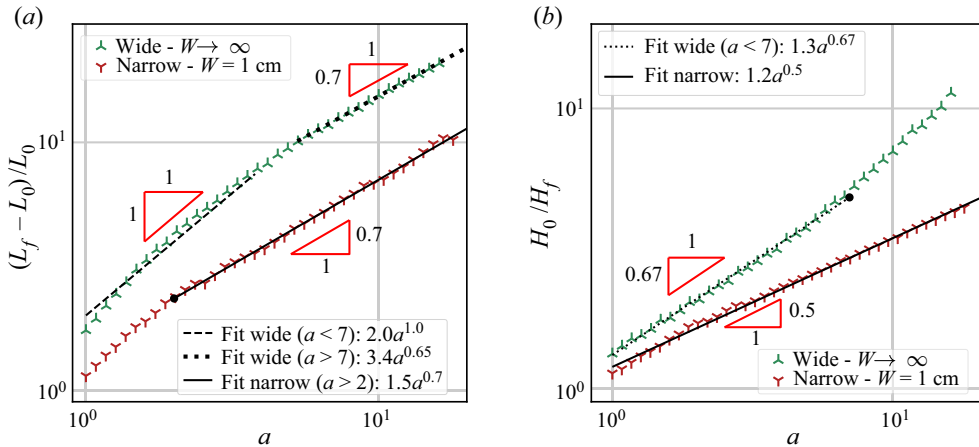 (a)
Wide - W → ∞
Narrow - W = 1 cm
1
0.7
1
1
0.7
1
Fit wide (a < 7): 2.0a^1.0
Fit wide (a > 7): 3.4a^0.65
Fit narrow (a > 2): 1.5a^0.7
10^1
10^0
(L_f − L_0)/L_0
10^0
10^1
a
(b)
Fit wide (a < 7): 1.3a^0.67
Fit narrow: 1.2a^0.5
1
0.67
0.5
1
Wide - W → ∞
Narrow - W = 1 cm
10^1
10^0
H_0/H_f
10^0
10^1
a